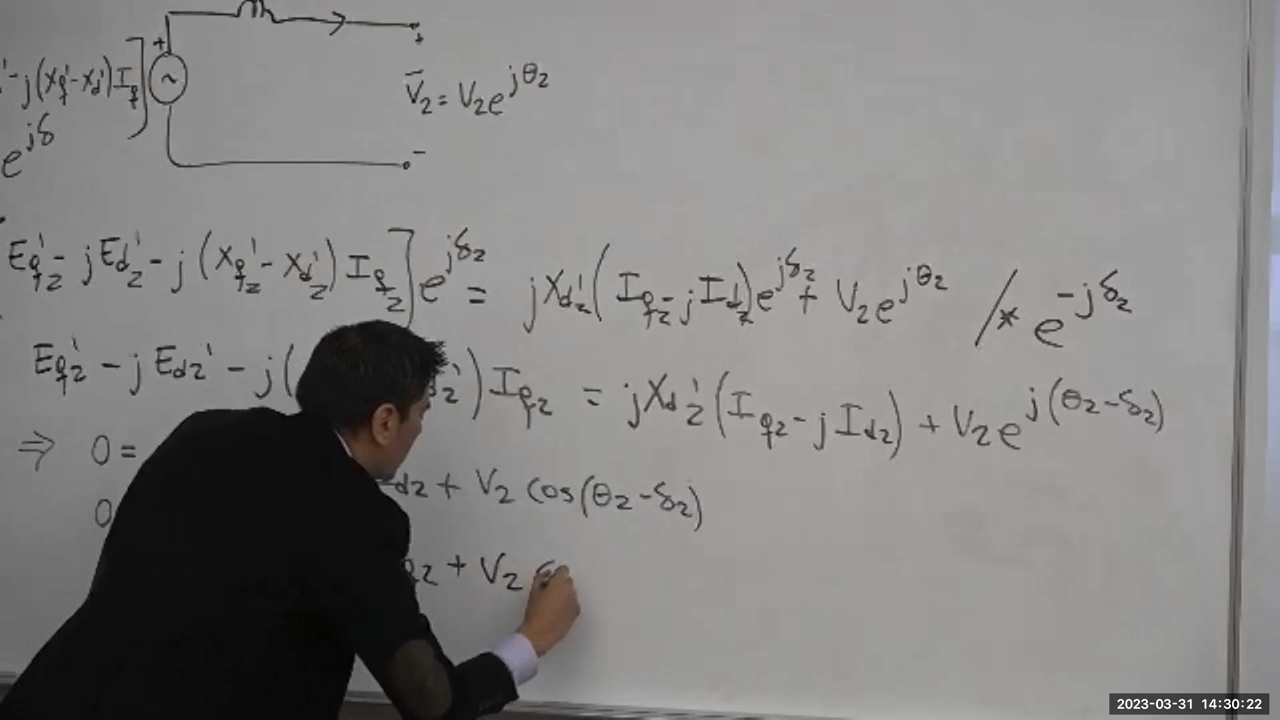 +
'-j(Xq'-Xd')Iq]
e^{jδ}
~
+
V̄2 = V2e^{jθ2}
-
Eq2' - jEd2' - j(Xq2' - Xd2')Iq2]e^{jδ2} = jXd2'(Iq2 - jId2)e^{jδ2} + V2e^{jθ2} /* e^{-jδ2}
Eq2' - jEd2' - j( d2')Iq2 = jXd2'(Iq2 - jId2) + V2e^{j(θ2-δ2)}
⇒ 0 = d2 + V2 cos(θ2-δ2)
0 q2 + V2
2023-03-31 14:30:22